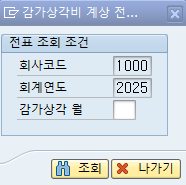 감가상각비 계상 전...
전표 조회 조건
회사코드 1000
회계연도 2025
감가상각 월
조회 나가기